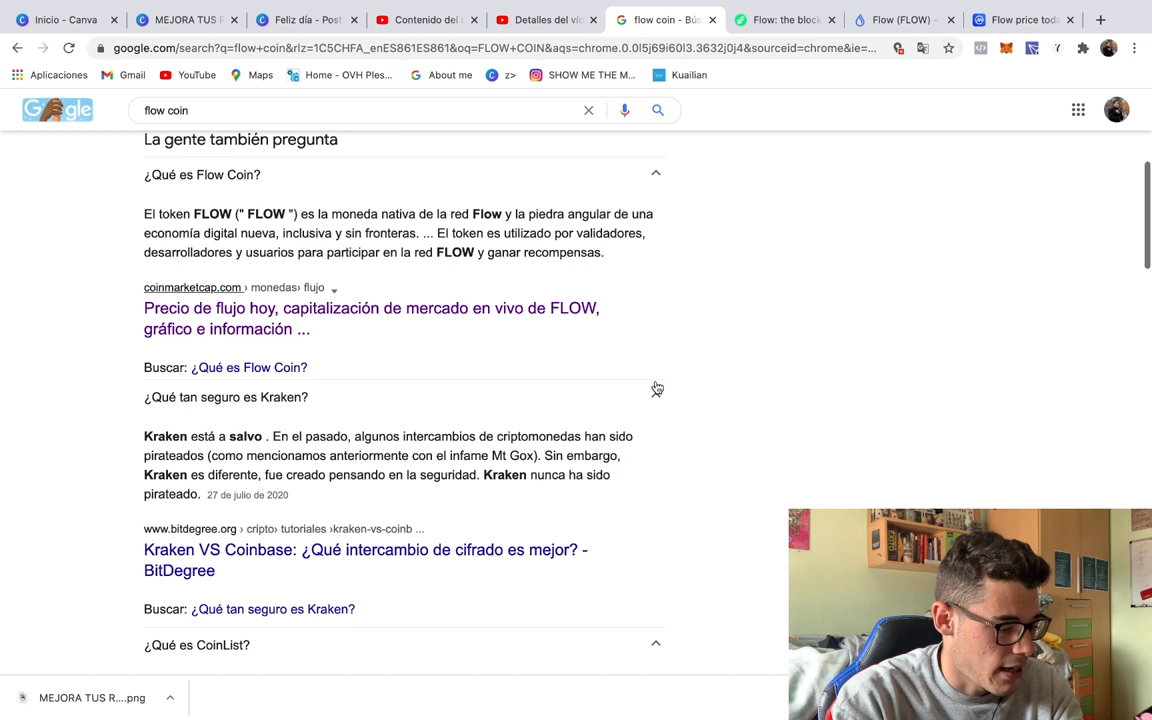 Inicio - Canva
MEJORA TUS F
Feliz día - Post
Contenido del c
Detalles del víc
flow coin - Bús
Flow: the block
Flow (FLOW) -
Flow price toda
google.com/search?q=flow+coin&rlz=1C5CHFA_enES861ES861&oq=FLOW+COIN&aqs=chrome.0.0l5j69i60l3.3632j0j4&sourceid=chrome&ie=...
Aplicaciones
Gmail
YouTube
Maps
Home - OVH Ples...
About me
z>
SHOW ME THE M...
Kuailian
Google
flow coin
La gente también pregunta
¿Qué es Flow Coin?
El token FLOW (" FLOW ") es la moneda nativa de la red Flow y la piedra angular de una
economía digital nueva, inclusiva y sin fronteras. ... El token es utilizado por validadores,
desarrolladores y usuarios para participar en la red FLOW y ganar recompensas.
coinmarketcap.com › monedas› flujo
Precio de flujo hoy, capitalización de mercado en vivo de FLOW,
gráfico e información ...
Buscar: ¿Qué es Flow Coin?
¿Qué tan seguro es Kraken?
Kraken está a salvo . En el pasado, algunos intercambios de criptomonedas han sido
pirateados (como mencionamos anteriormente con el infame Mt Gox). Sin embargo,
Kraken es diferente, fue creado pensando en la seguridad. Kraken nunca ha sido
pirateado. 27 de julio de 2020
www.bitdegree.org › cripto› tutoriales ›kraken-vs-coinb ...
Kraken VS Coinbase: ¿Qué intercambio de cifrado es mejor? -
BitDegree
Buscar: ¿Qué tan seguro es Kraken?
¿Qué es CoinList?
MEJORA TUS R....png